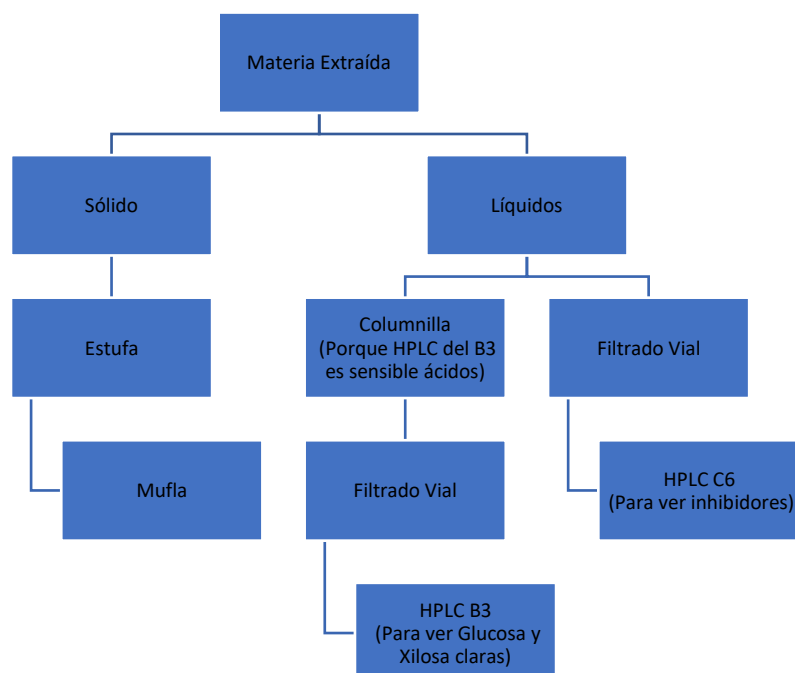 Materia Extraída
Sólido
Líquidos
Estufa
Columnilla
(Porque HPLC del B3
es sensible ácidos)
Filtrado Vial
Mufla
Filtrado Vial
HPLC C6
(Para ver inhibidores)
HPLC B3
(Para ver Glucosa y
Xilosa claras)